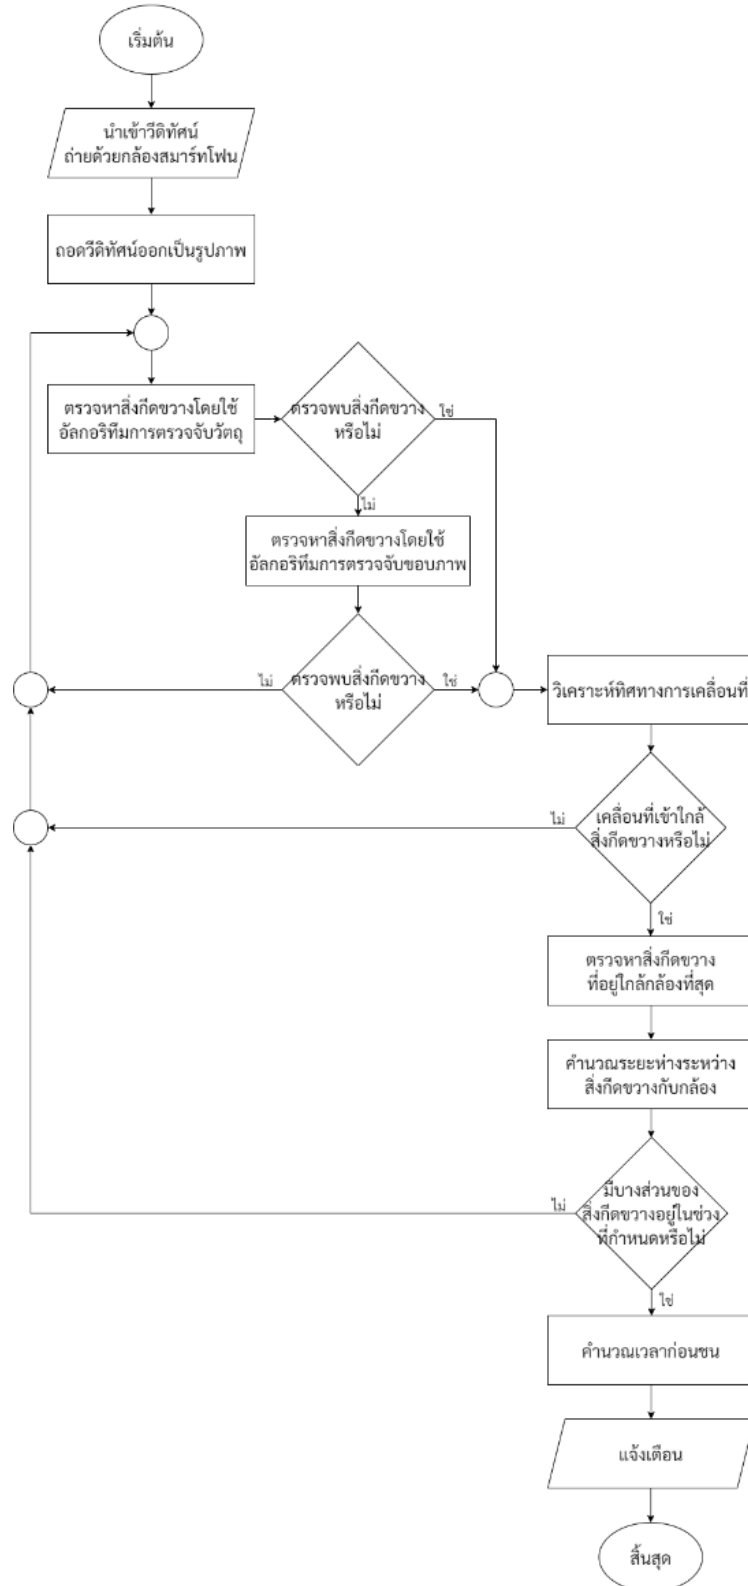 เริ่มต้น
นำเข้าวีดิทัศน์
ถ่ายด้วยกล้องสมาร์ทโฟน
ถอดวีดิทัศน์ออกเป็นรูปภาพ
ตรวจหาสิ่งกีดขวางโดยใช้
อัลกอริทึมการตรวจจับวัตถุ
ตรวจพบสิ่งกีดขวาง
หรือไม่
ใช่
ไม่
ตรวจหาสิ่งกีดขวางโดยใช้
อัลกอริทึมการตรวจจับขอบภาพ
ไม่
ตรวจพบสิ่งกีดขวาง
หรือไม่
ใช่
วิเคราะห์ทิศทางการเคลื่อนที่
ไม่
เคลื่อนที่เข้าใกล้
สิ่งกีดขวางหรือไม่
ใช่
ตรวจหาสิ่งกีดขวาง
ที่อยู่ใกล้กล้องที่สุด
คำนวณระยะห่างระหว่าง
สิ่งกีดขวางกับกล้อง
ไม่
มีบางส่วนของ
สิ่งกีดขวางอยู่ในช่วง
ที่กำหนดหรือไม่
ใช่
คำนวณเวลาก่อนชน
แจ้งเตือน
สิ้นสุด